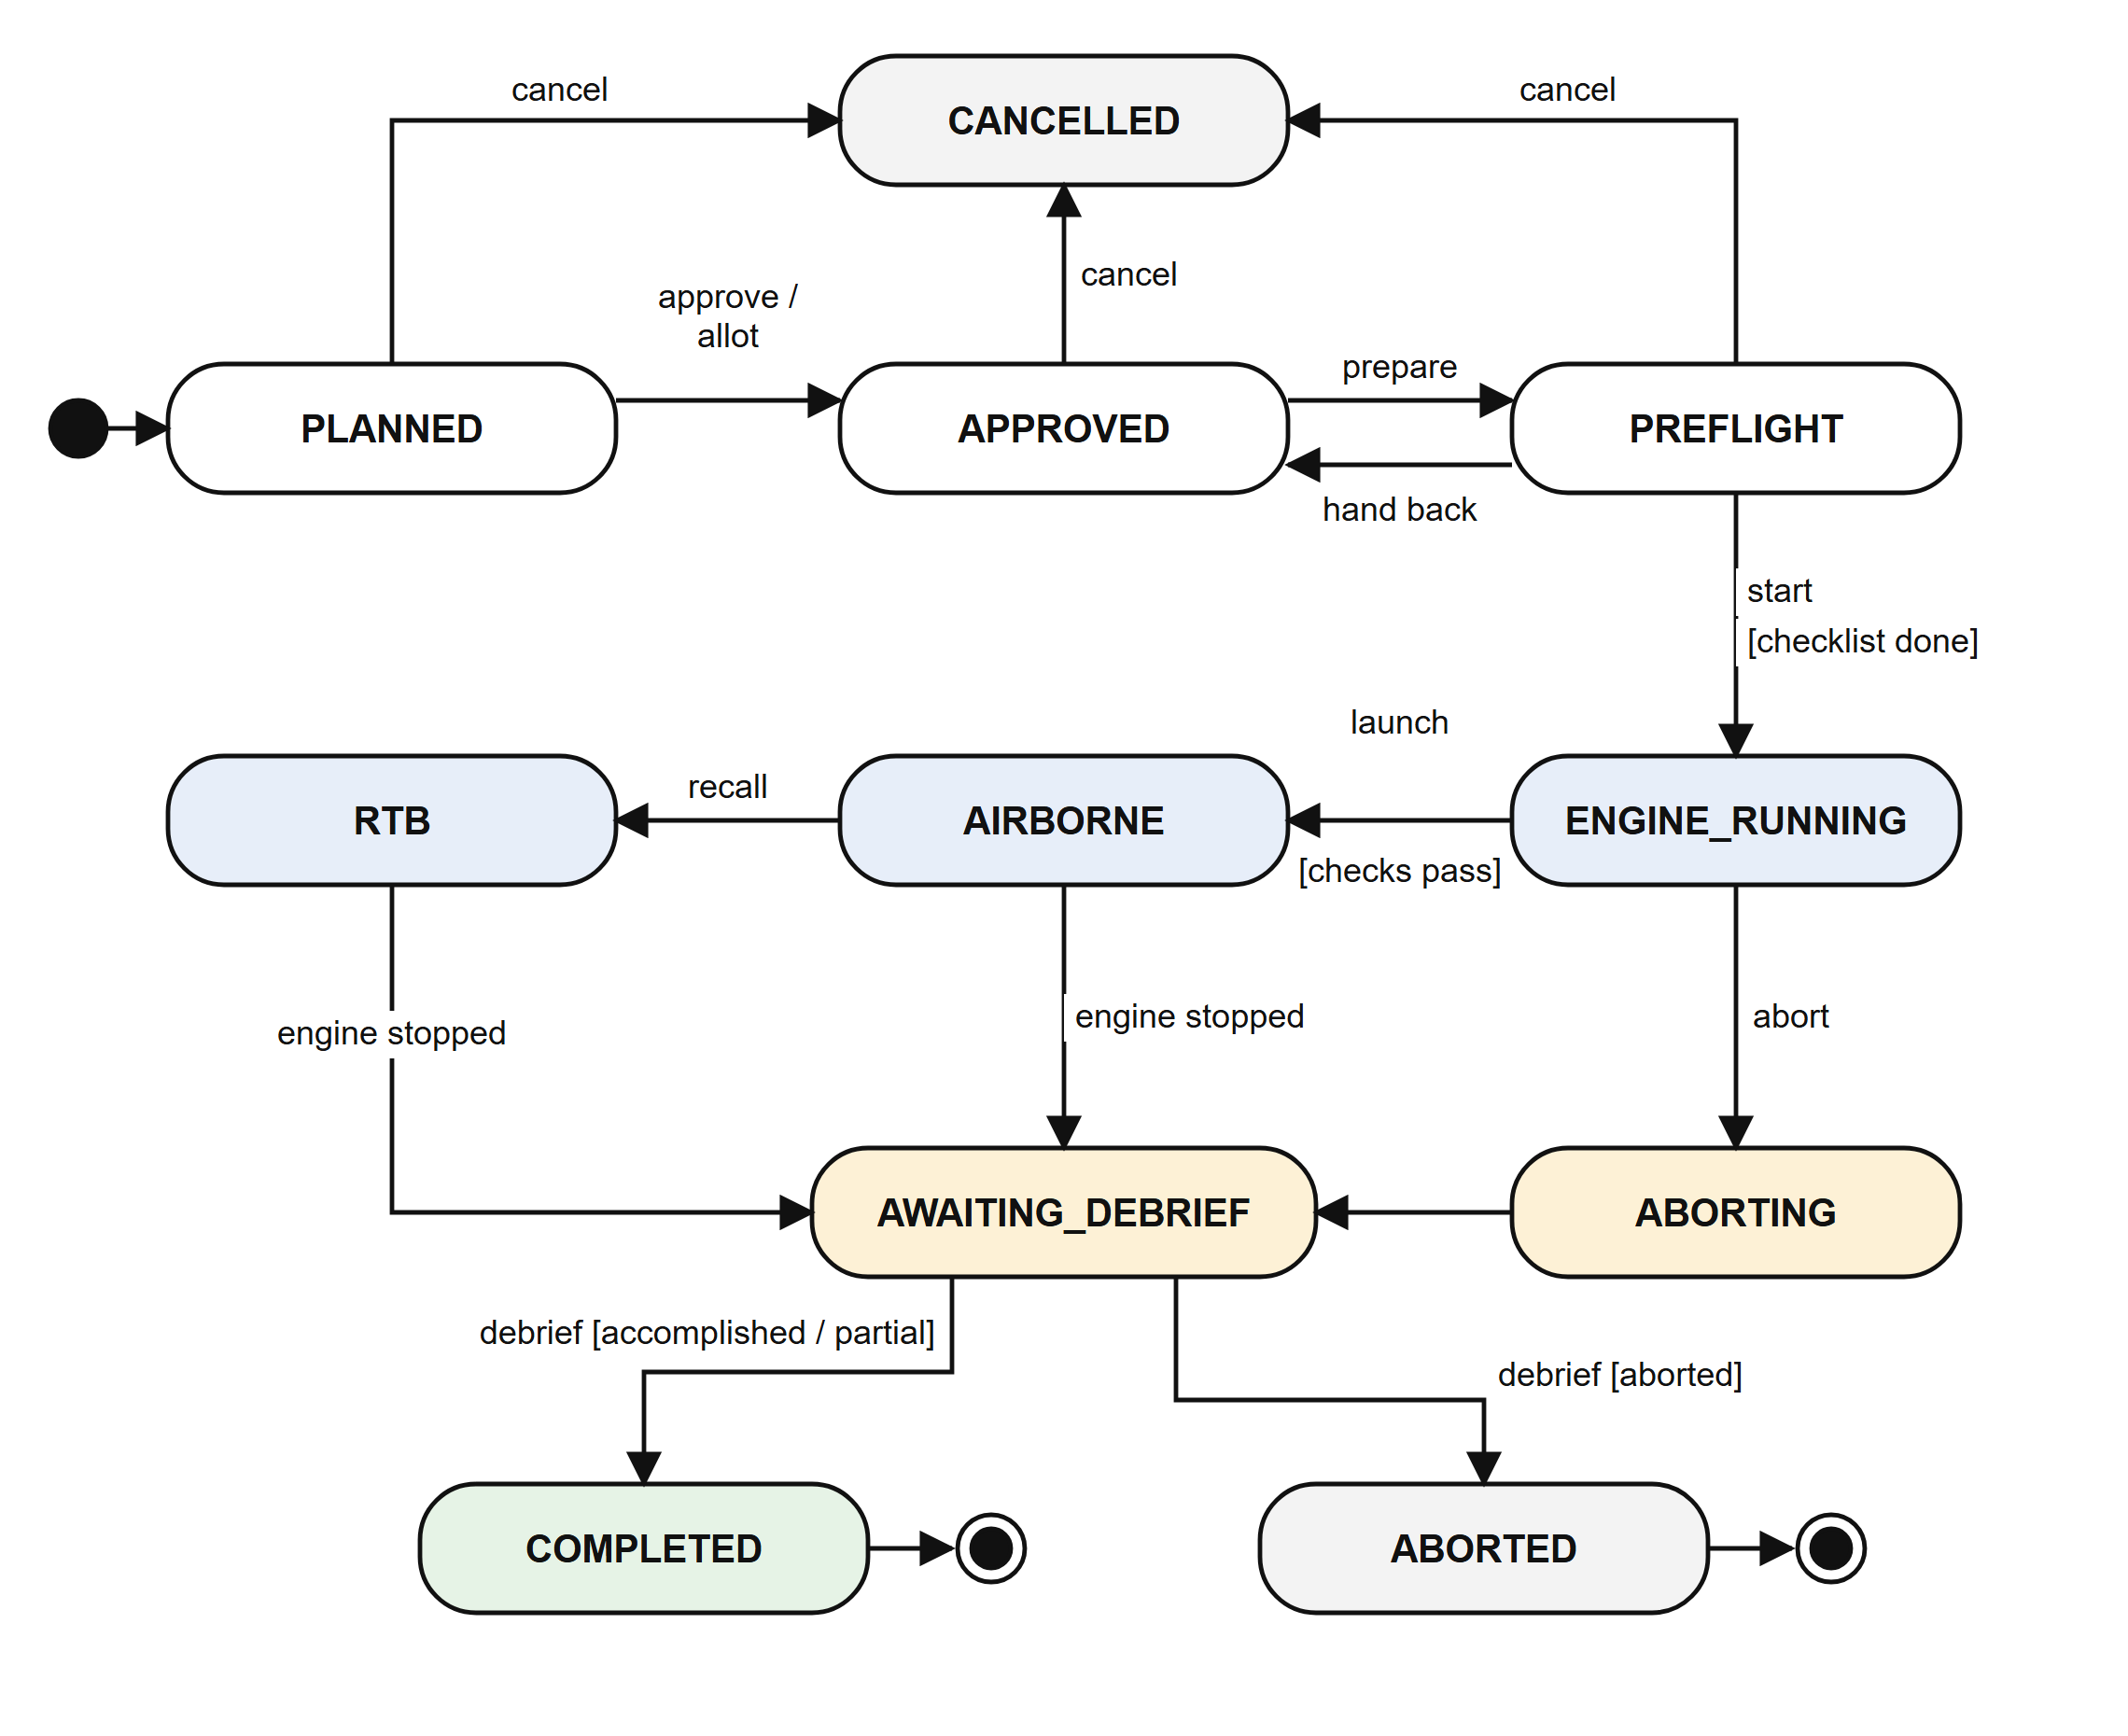 cancel
cancel
CANCELLED
cancel
approve /
allot
prepare
PLANNED
APPROVED
PREFLIGHT
hand back
start
[checklist done]
launch
recall
RTB
AIRBORNE
ENGINE_RUNNING
[checks pass]
engine stopped
engine stopped
abort
AWAITING_DEBRIEF
ABORTING
debrief [accomplished / partial]
debrief [aborted]
COMPLETED
ABORTED